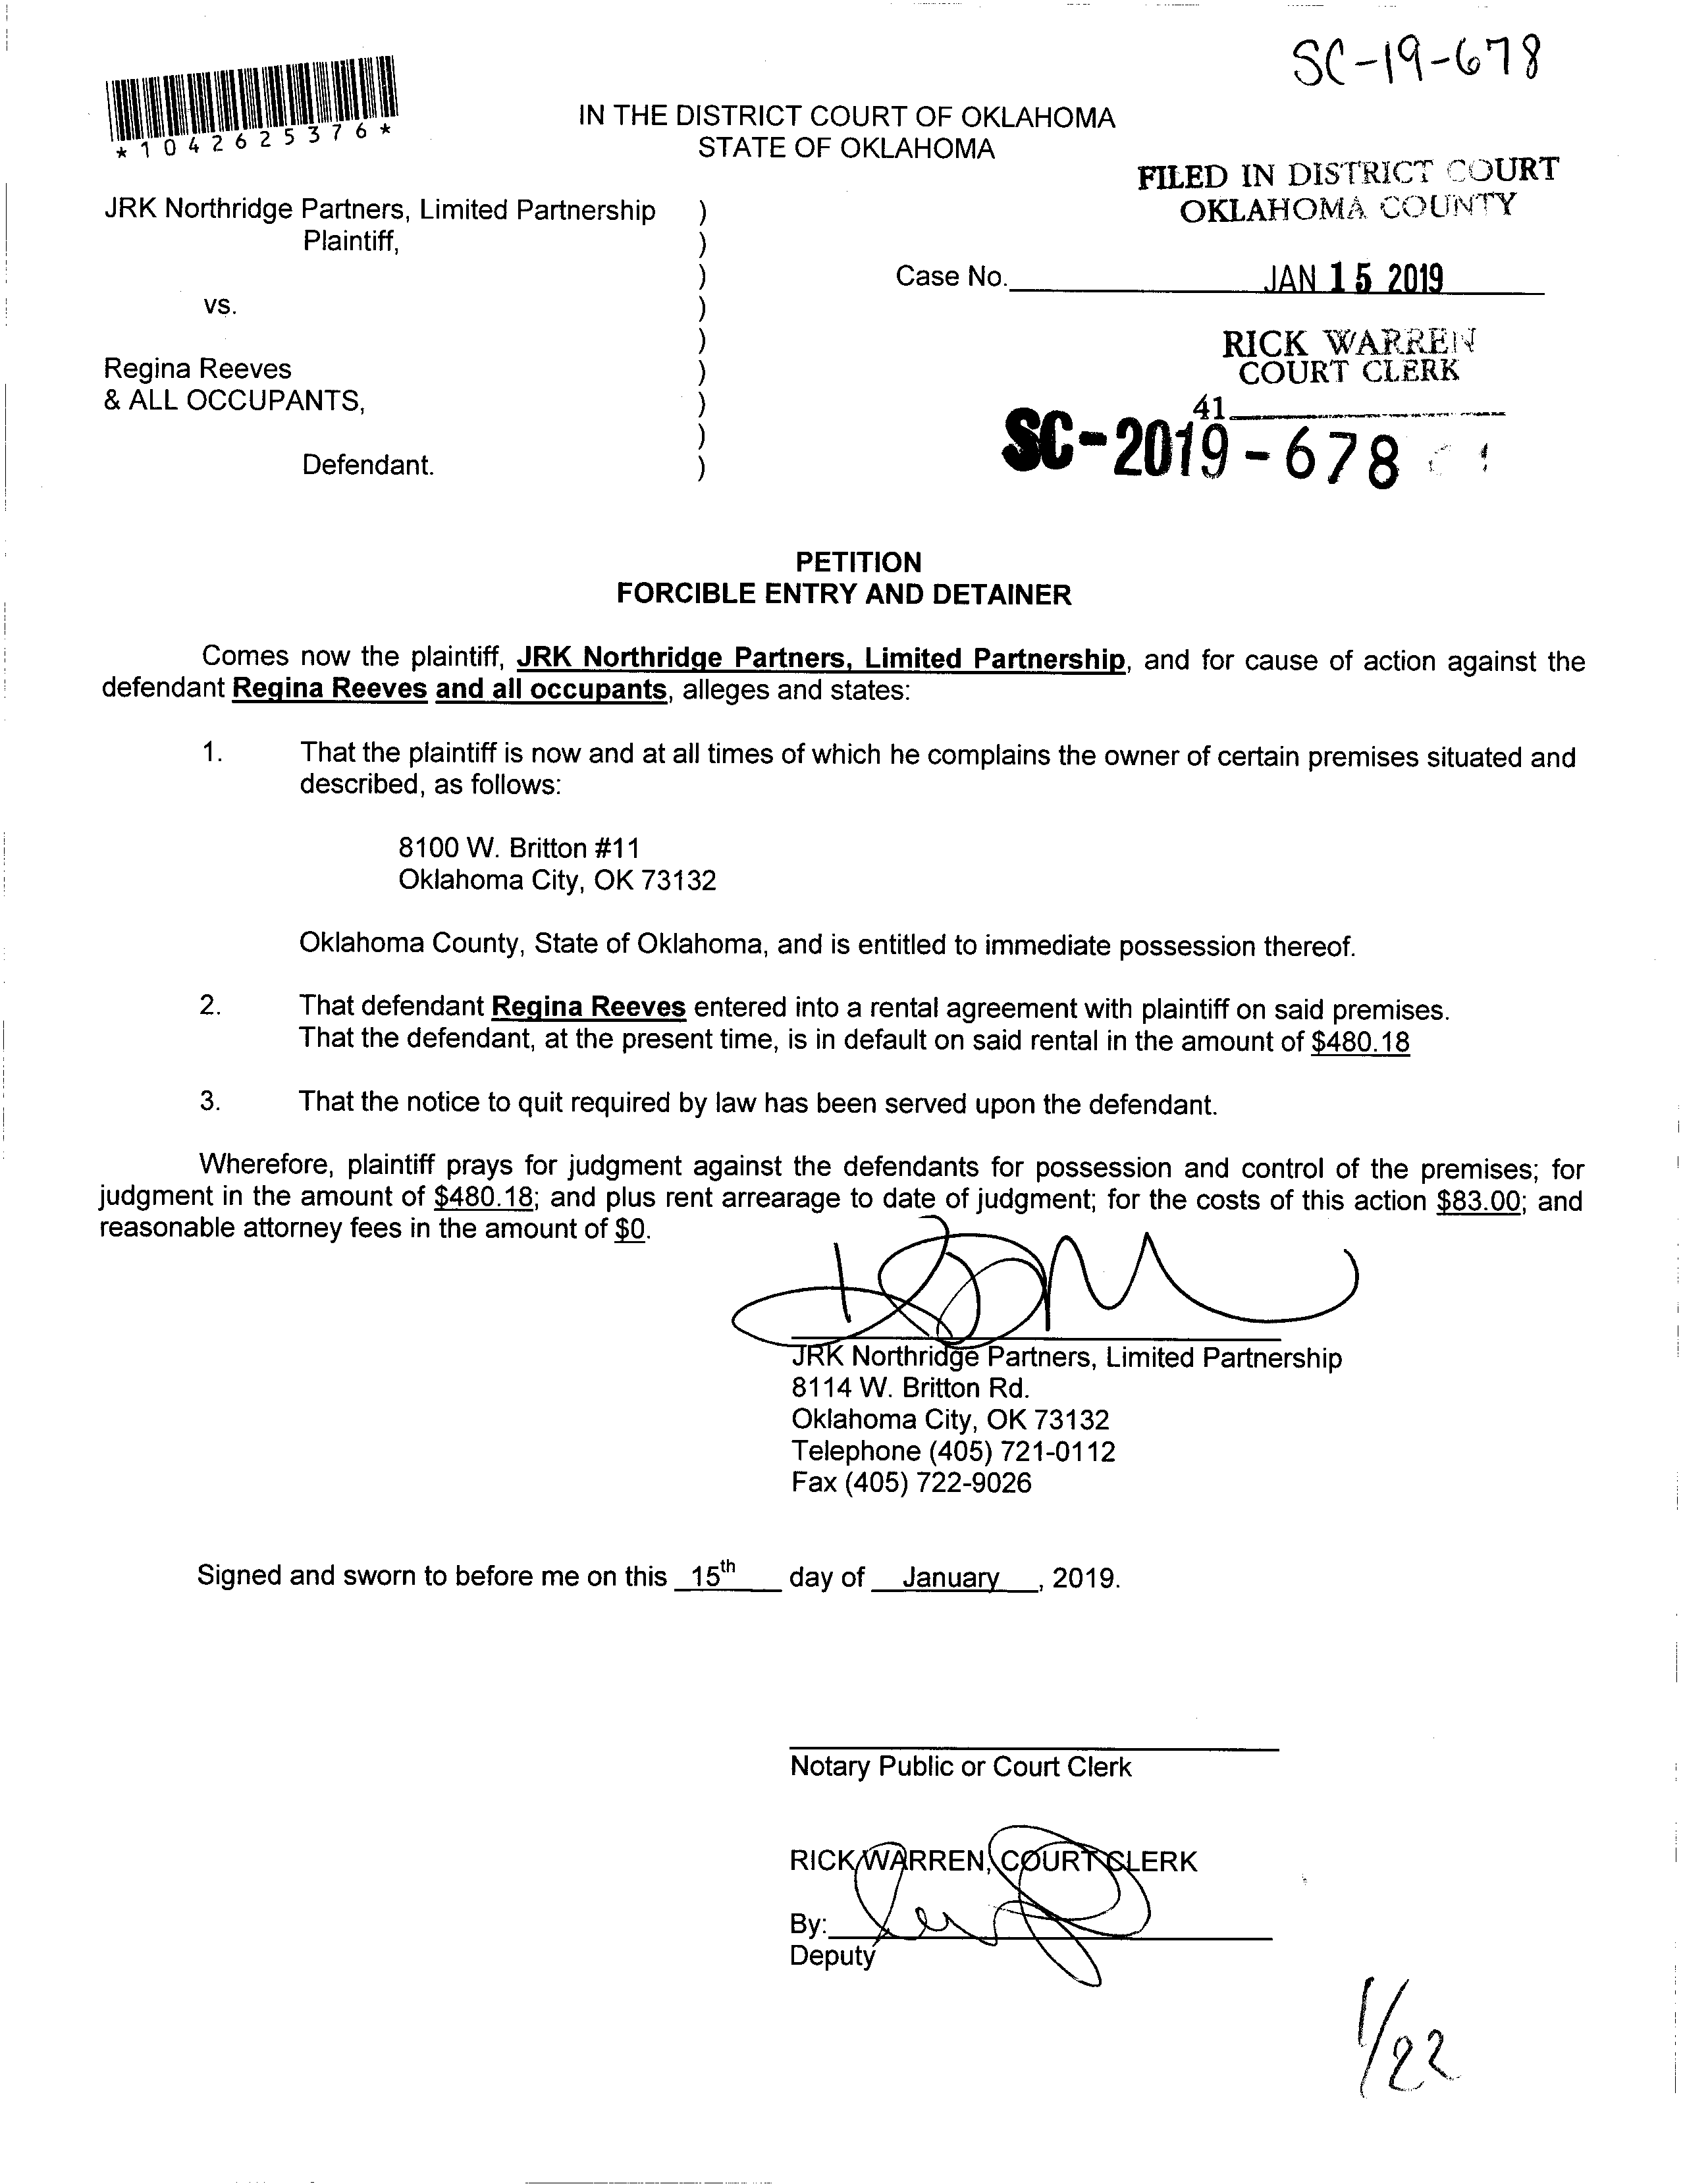 SC-19-678
*1042625376*
IN THE DISTRICT COURT OF OKLAHOMA
STATE OF OKLAHOMA
FILED IN DISTRICT COURT
OKLAHOMA COUNTY
JRK Northridge Partners, Limited Partnership )
Plaintiff, )
)
Case No. JAN 15 2019
vs. )
)
RICK WARREN
COURT CLERK
Regina Reeves )
& ALL OCCUPANTS, )
41
)
SC-2019-678
Defendant. )
PETITION
FORCIBLE ENTRY AND DETAINER
Comes now the plaintiff, JRK Northridge Partners, Limited Partnership, and for cause of action against the
defendant Regina Reeves and all occupants, alleges and states:
1. That the plaintiff is now and at all times of which he complains the owner of certain premises situated and
described, as follows:
8100 W. Britton #11
Oklahoma City, OK 73132
Oklahoma County, State of Oklahoma, and is entitled to immediate possession thereof.
2. That defendant Regina Reeves entered into a rental agreement with plaintiff on said premises.
That the defendant, at the present time, is in default on said rental in the amount of $480.18
3. That the notice to quit required by law has been served upon the defendant.
Wherefore, plaintiff prays for judgment against the defendants for possession and control of the premises; for
judgment in the amount of $480.18; and plus rent arrearage to date of judgment; for the costs of this action $83.00; and
reasonable attorney fees in the amount of $0.
JRK Northridge Partners, Limited Partnership
8114 W. Britton Rd.
Oklahoma City, OK 73132
Telephone (405) 721-0112
Fax (405) 722-9026
Signed and sworn to before me on this 15th day of January, 2019.
Notary Public or Court Clerk
RICK WARREN, COURT CLERK
By:
Deputy
1/22